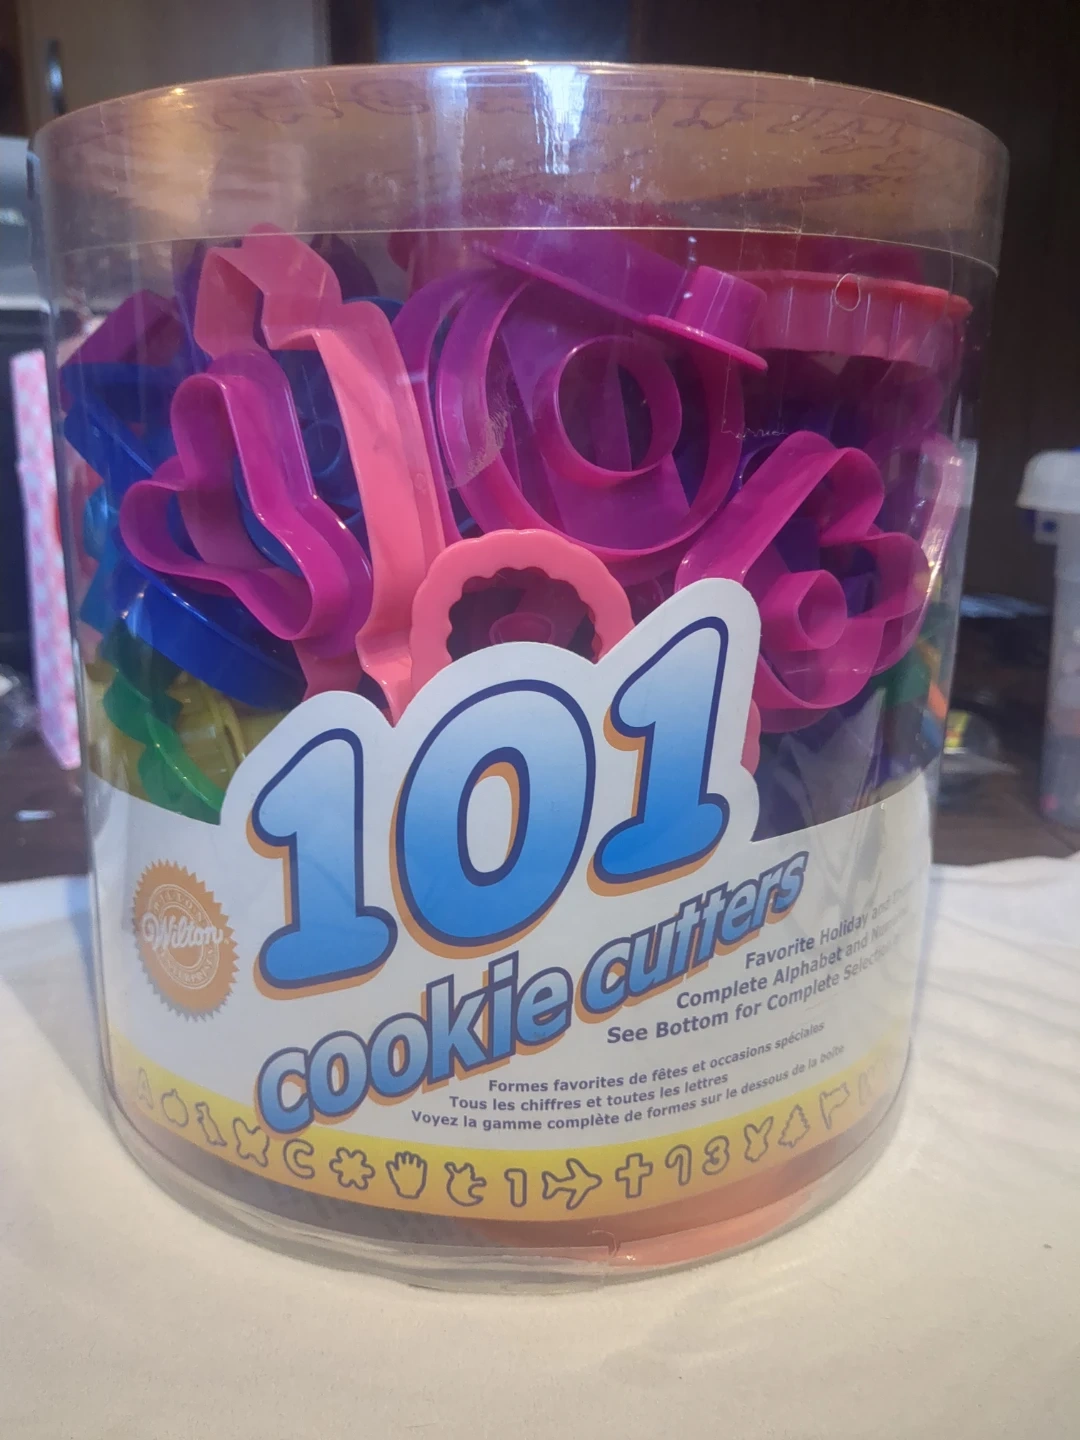 101
cookie cutters
Wilton
Favorite Holiday and
Complete Alphabet and
See Bottom for Complete Selection
Formes favorites de fêtes et occasions spéciales
Tous les chiffres et toutes les lettres
Voyez la gamme complète de formes sur le dessous de la boîte